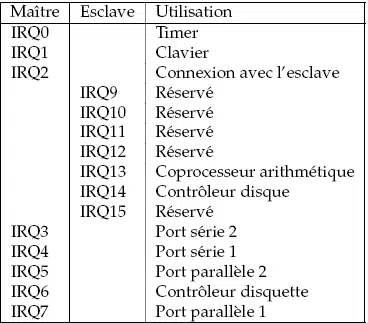 Maître Esclave Utilisation
IRQ0 Timer
IRQ1 Clavier
IRQ2 Connexion avec l'esclave
IRQ9 Réservé
IRQ10 Réservé
IRQ11 Réservé
IRQ12 Réservé
IRQ13 Coprocesseur arithmétique
IRQ14 Contrôleur disque
IRQ15 Réservé
IRQ3 Port série 2
IRQ4 Port série 1
IRQ5 Port parallèle 2
IRQ6 Contrôleur disquette
IRQ7 Port parallèle 1